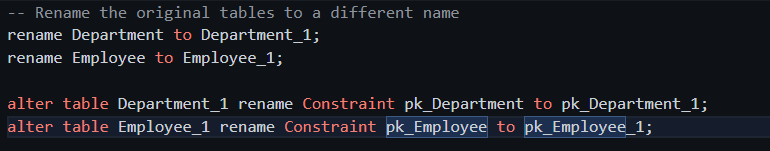 -- Rename the original tables to a different name
rename Department to Department_1;
rename Employee to Employee_1;
alter table Department_1 rename Constraint pk_Department to pk_Department_1;
alter table Employee_1 rename Constraint pk_Employee to pk_Employee_1;